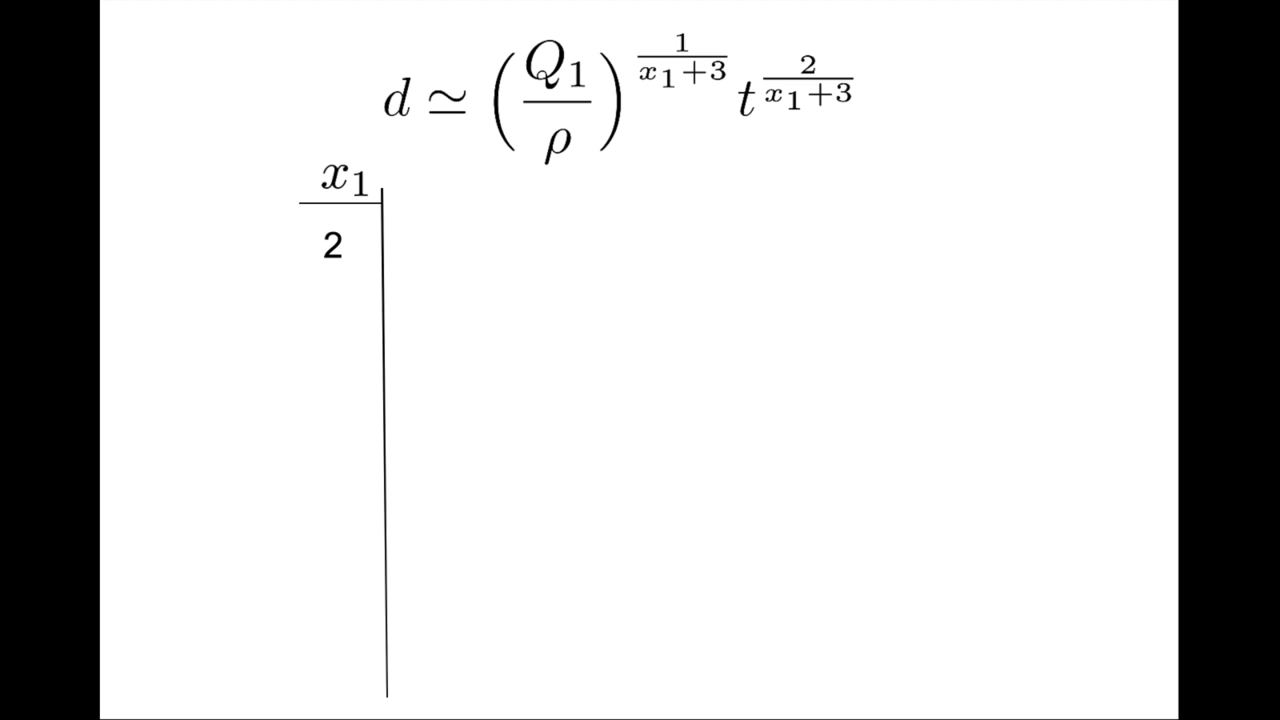 d ≃ (Q₁/ρ)^(1/(x₁+3)) t^(2/(x₁+3))
x₁
2